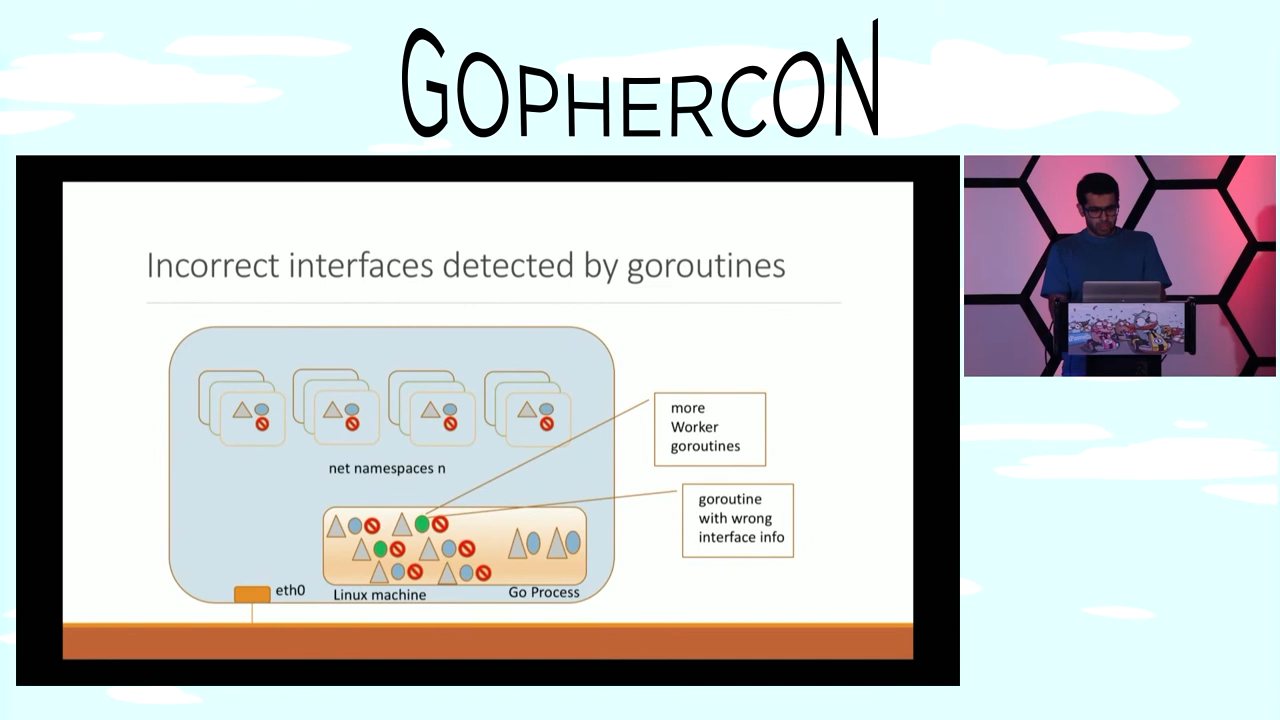 GOPHERCON
Incorrect interfaces detected by goroutines
more
Worker
goroutines
net namespaces n
goroutine
with wrong
interface info
eth0
Linux machine
Go Process